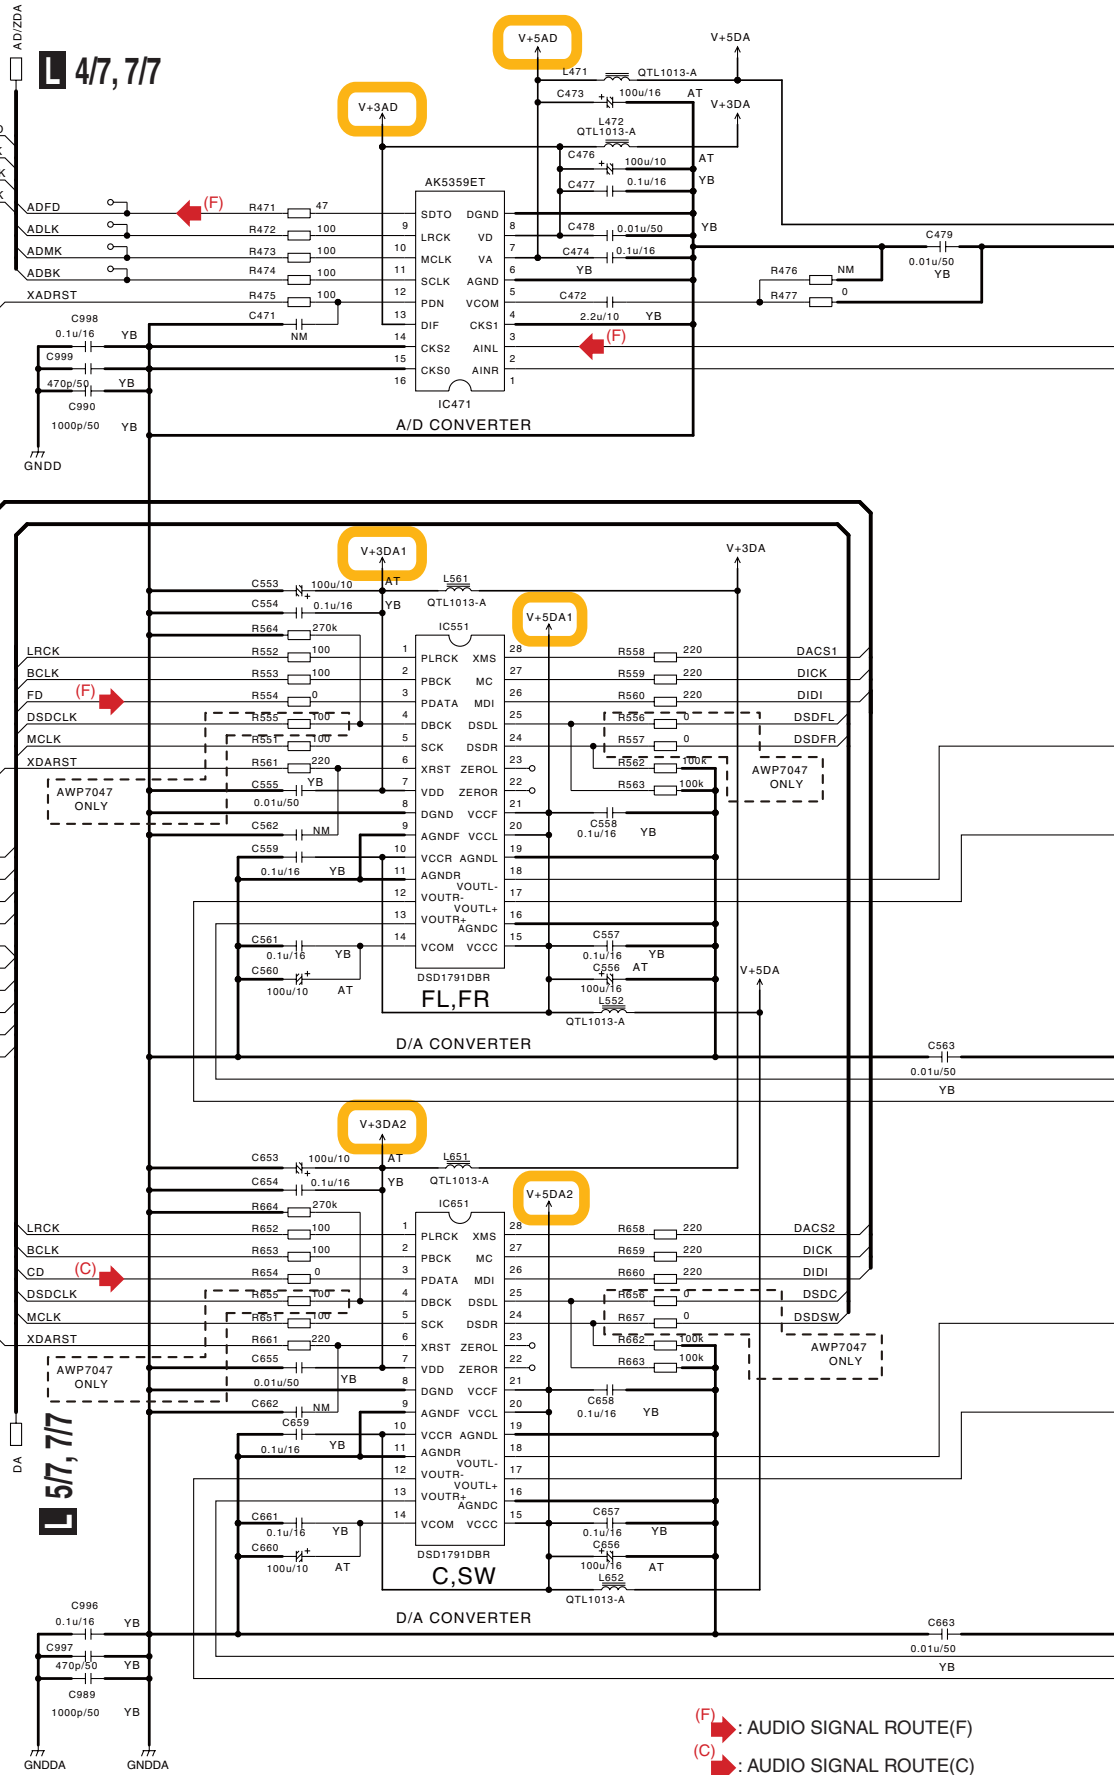 AD/ZDA
L 4/7, 7/7
V+5AD
V+5DA
L471
QTL1013-A
C473
100u/16
AT
V+3AD
V+3DA
L472
QTL1013-A
C476
100u/10
AT
C477
0.1u/16
YB
AK5359ET
ADFD
(F)
R471
47
SDTO
DGND
9
8
ADLK
R472
100
LRCK
VD
C478
0.01u/50
YB
10
7
ADMK
R473
100
MCLK
VA
C474
0.1u/16
YB
11
6
ADBK
R474
100
SCLK
AGND
12
5
XADRST
R475
100
PDN
VCOM
C472
2.2u/10
YB
13
4
C471
NM
DIF
CKS1
14
3
CKS2
AINL
(F)
15
2
CKS0
AINR
16
1
C479
0.01u/50
YB
R476
NM
R477
0
C998
0.1u/16
YB
C999
470p/50
YB
C990
1000p/50
YB
GNDD
IC471
A/D CONVERTER
V+3DA1
V+3DA
C553
100u/10
AT
L561
QTL1013-A
C554
0.1u/16
YB
V+5DA1
R564
270k
IC551
LRCK
R552
100
1
PLRCK
XMS
28
R558
220
DACS1
BCLK
R553
100
2
PBCK
MC
27
R559
220
DICK
FD
(F)
R554
0
3
PDATA
MDI
26
R560
220
DIDI
DSDCLK
R555
100
4
DBCK
DSDL
25
R556
0
DSDFL
MCLK
R551
100
5
SCK
DSDR
24
R557
0
DSDFR
XDARST
R561
220
6
XRST
ZEROL
23
R562
100k
AWP7047
ONLY
C555
YB
0.01u/50
7
VDD
ZEROR
22
R563
100k
AWP7047
ONLY
8
DGND
VCCF
21
C558
0.1u/16
YB
C562
NM
9
AGNDF
VCCL
20
C559
0.1u/16
YB
10
VCCR
AGNDL
19
11
AGNDR
VOUTL-
18
12
VOUTR-
VOUTL+
17
13
VOUTR+
AGNDC
16
C561
0.1u/16
YB
14
VCOM
VCCC
15
C557
0.1u/16
YB
C560
100u/10
AT
C556
100u/16
AT
V+5DA
DSD1791DBR
FL,FR
L552
QTL1013-A
D/A CONVERTER
C563
0.01u/50
YB
V+3DA2
C653
100u/10
AT
L651
QTL1013-A
C654
0.1u/16
YB
V+5DA2
R664
270k
IC651
LRCK
R652
100
1
PLRCK
XMS
28
R658
220
DACS2
BCLK
R653
100
2
PBCK
MC
27
R659
220
DICK
CD
(C)
R654
0
3
PDATA
MDI
26
R660
220
DIDI
DSDCLK
R655
100
4
DBCK
DSDL
25
R656
0
DSDC
MCLK
R651
100
5
SCK
DSDR
24
R657
0
DSDSW
XDARST
R661
220
6
XRST
ZEROL
23
R662
100k
AWP7047
ONLY
C655
0.01u/50
YB
7
VDD
ZEROR
22
R663
100k
AWP7047
ONLY
8
DGND
VCCF
21
C658
0.1u/16
YB
C662
NM
9
AGNDF
VCCL
20
C659
0.1u/16
YB
10
VCCR
AGNDL
19
11
AGNDR
VOUTL-
18
12
VOUTR-
VOUTL+
17
13
VOUTR+
AGNDC
16
C661
0.1u/16
YB
14
VCOM
VCCC
15
C657
0.1u/16
YB
C660
100u/10
AT
C656
100u/16
AT
DSD1791DBR
C,SW
L652
QTL1013-A
D/A CONVERTER
DA
L 5/7, 7/7
C663
0.01u/50
YB
C996
0.1u/16
YB
C997
470p/50
YB
C989
1000p/50
YB
GNDDA
GNDDA
(F)
: AUDIO SIGNAL ROUTE(F)
(C)
: AUDIO SIGNAL ROUTE(C)